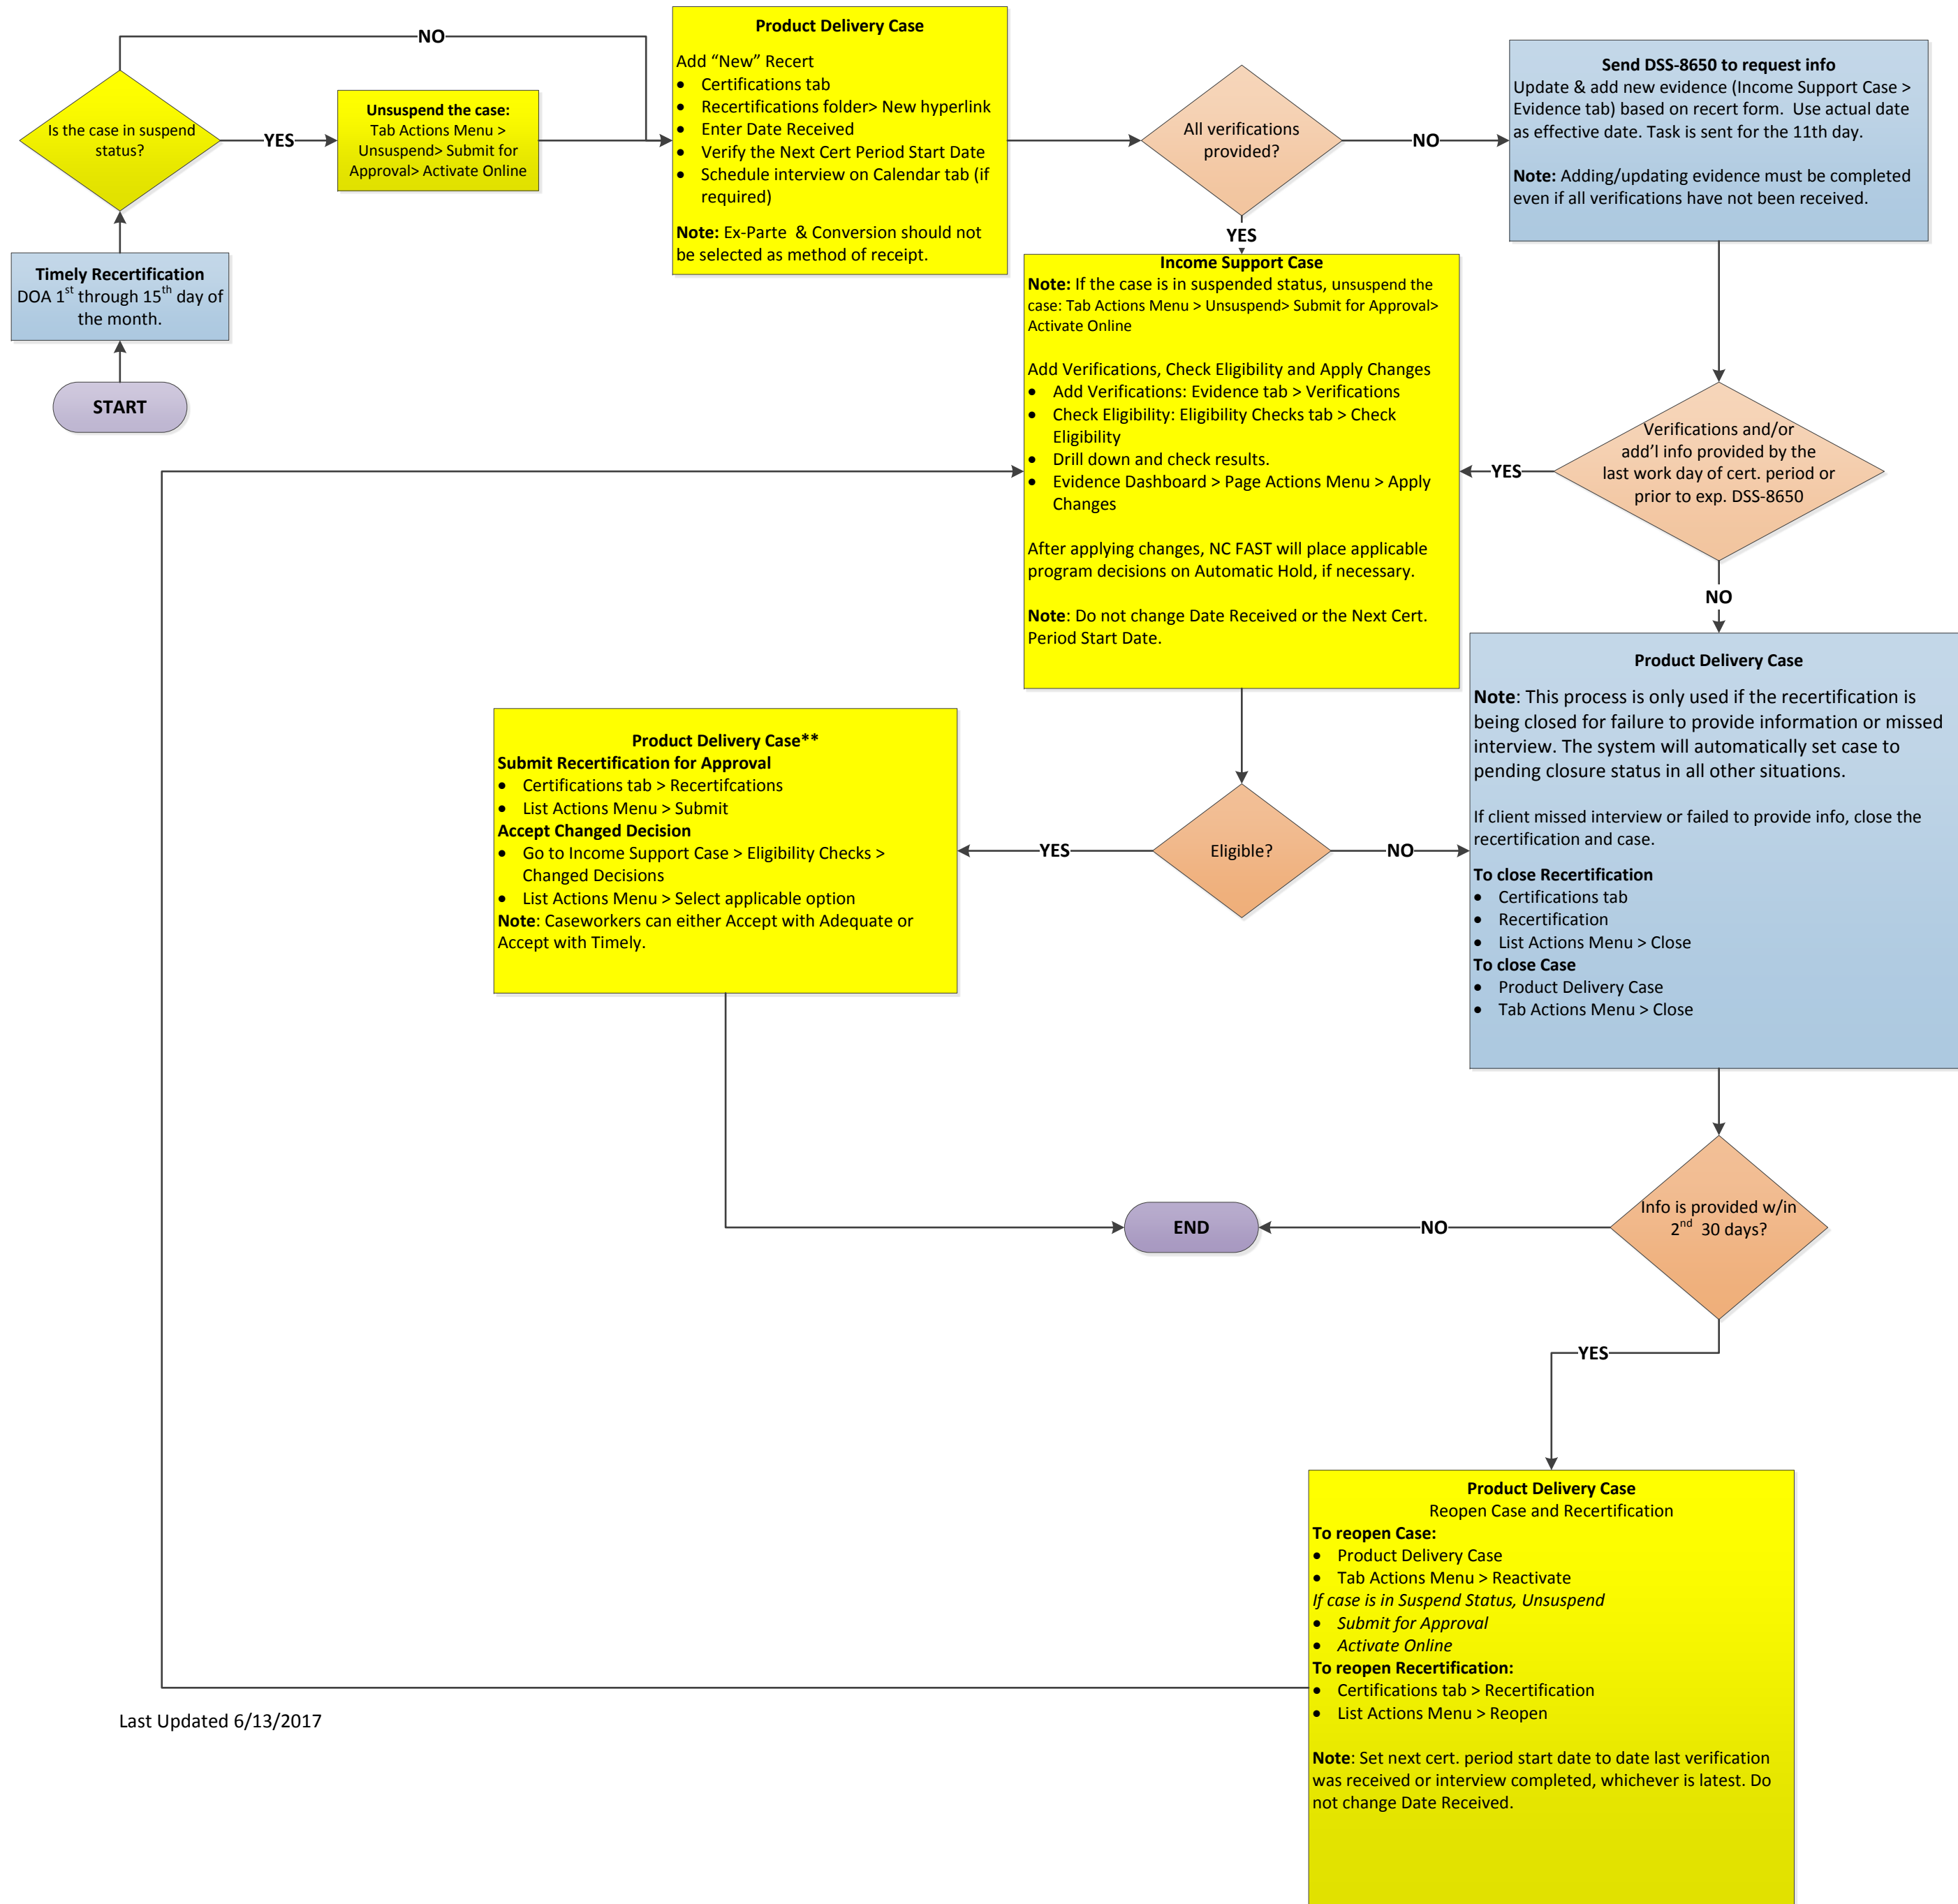 START
Timely Recertification
DOA 1st through 15th day of
the month.
Is the case in suspend
status?
NO
YES
Unsuspend the case:
Tab Actions Menu >
Unsuspend> Submit for
Approval> Activate Online
Product Delivery Case
Add “New” Recert
• Certifications tab
• Recertifications folder> New hyperlink
• Enter Date Received
• Verify the Next Cert Period Start Date
• Schedule interview on Calendar tab (if
required)
Note: Ex-Parte & Conversion should not
be selected as method of receipt.
All verifications
provided?
NO
YES
Send DSS-8650 to request info
Update & add new evidence (Income Support Case >
Evidence tab) based on recert form. Use actual date
as effective date. Task is sent for the 11th day.
Note: Adding/updating evidence must be completed
even if all verifications have not been received.
Income Support Case
Note: If the case is in suspended status, unsuspend the
case: Tab Actions Menu > Unsuspend> Submit for Approval>
Activate Online
Add Verifications, Check Eligibility and Apply Changes
• Add Verifications: Evidence tab > Verifications
• Check Eligibility: Eligibility Checks tab > Check
Eligibility
• Drill down and check results.
• Evidence Dashboard > Page Actions Menu > Apply
Changes
After applying changes, NC FAST will place applicable
program decisions on Automatic Hold, if necessary.
Note: Do not change Date Received or the Next Cert.
Period Start Date.
Verifications and/or
add’l info provided by the
last work day of cert. period or
prior to exp. DSS-8650
YES
NO
Product Delivery Case
Note: This process is only used if the recertification is
being closed for failure to provide information or missed
interview. The system will automatically set case to
pending closure status in all other situations.
If client missed interview or failed to provide info, close the
recertification and case.
To close Recertification
• Certifications tab
• Recertification
• List Actions Menu > Close
To close Case
• Product Delivery Case
• Tab Actions Menu > Close
Eligible?
YES
NO
Product Delivery Case**
Submit Recertification for Approval
• Certifications tab > Recertifcations
• List Actions Menu > Submit
Accept Changed Decision
• Go to Income Support Case > Eligibility Checks >
Changed Decisions
• List Actions Menu > Select applicable option
Note: Caseworkers can either Accept with Adequate or
Accept with Timely.
Info is provided w/in
2nd 30 days?
NO
END
YES
Product Delivery Case
Reopen Case and Recertification
To reopen Case:
• Product Delivery Case
• Tab Actions Menu > Reactivate
If case is in Suspend Status, Unsuspend
• Submit for Approval
• Activate Online
To reopen Recertification:
• Certifications tab > Recertification
• List Actions Menu > Reopen
Note: Set next cert. period start date to date last verification
was received or interview completed, whichever is latest. Do
not change Date Received.
Last Updated 6/13/2017